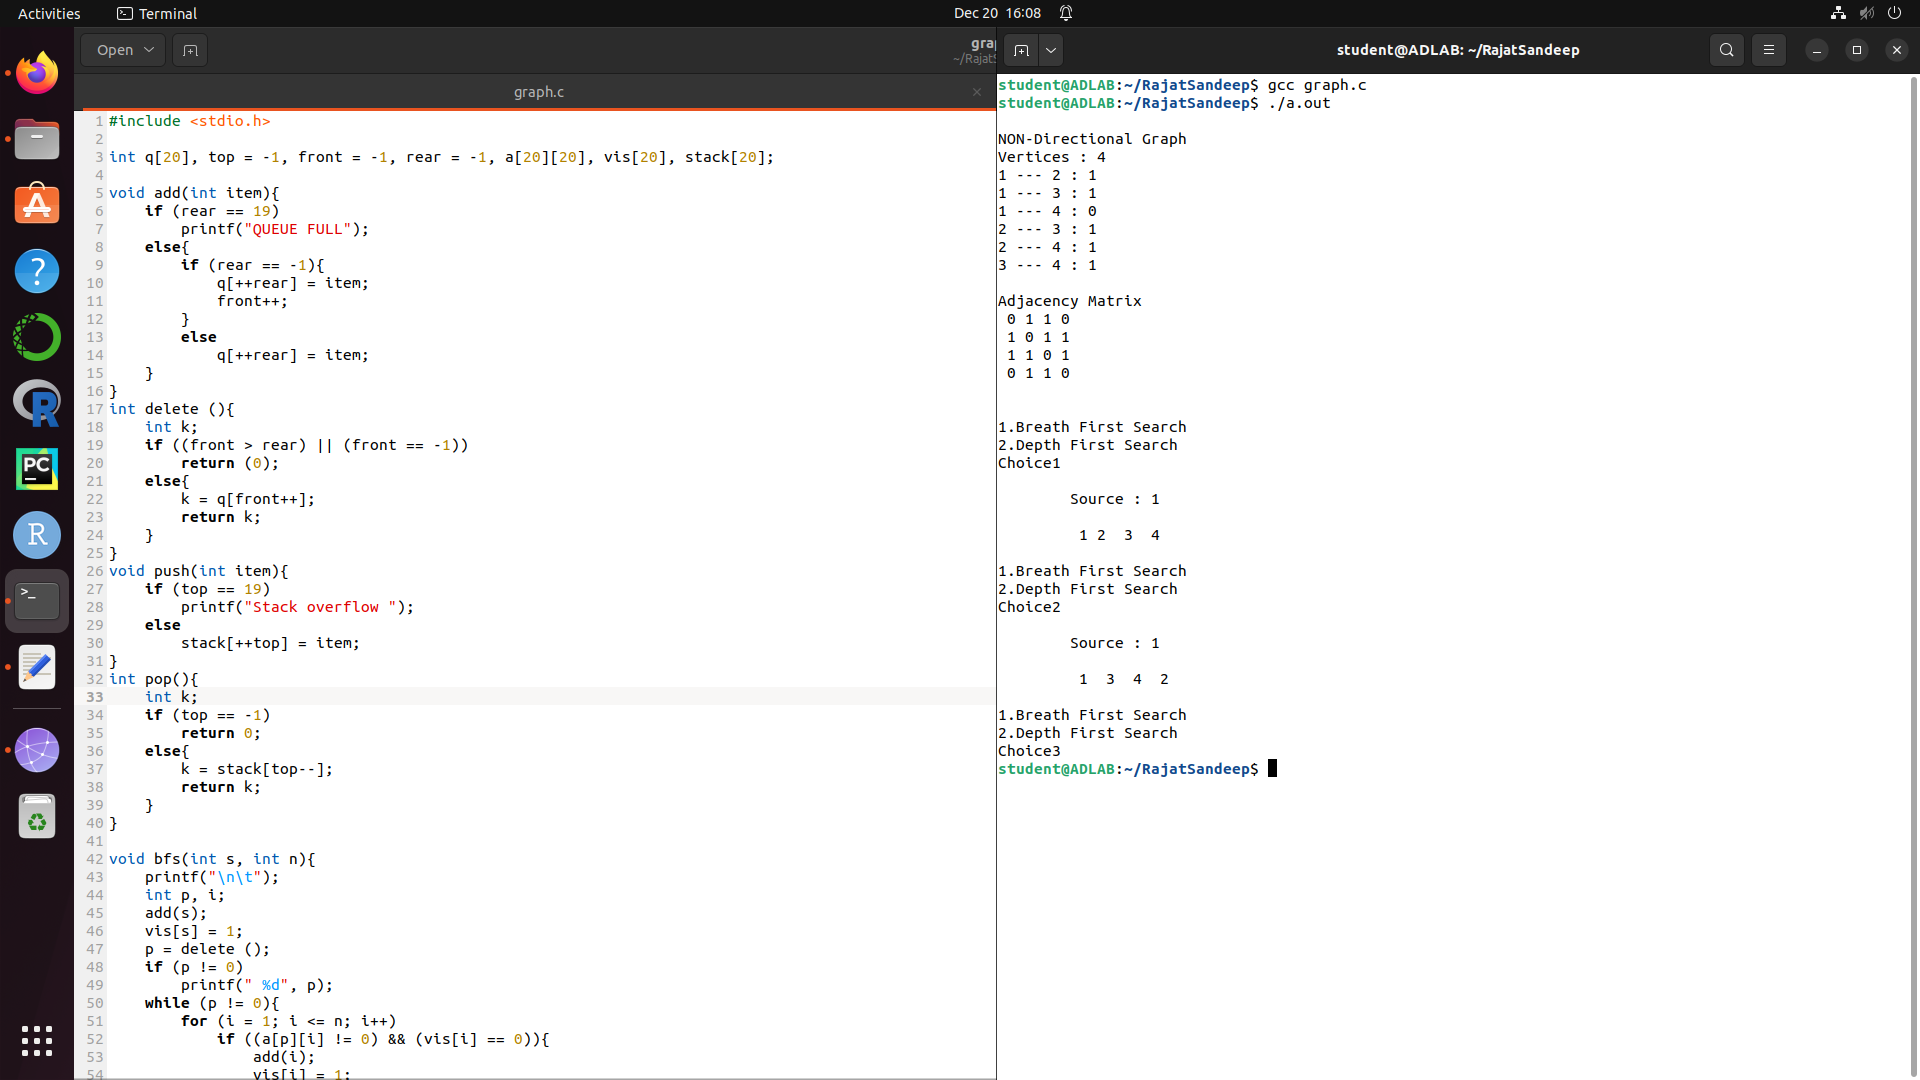 Activities
Terminal
Dec 20 16:08
Open
graph.c
1 #include <stdio.h>
2
3 int q[20], top = -1, front = -1, rear = -1, a[20][20], vis[20], stack[20];
4
5 void add(int item){
6     if (rear == 19)
7         printf("QUEUE FULL");
8     else{
9         if (rear == -1){
10             q[++rear] = item;
11             front++;
12         }
13         else
14             q[++rear] = item;
15     }
16 }
17 int delete (){
18     int k;
19     if ((front > rear) || (front == -1))
20         return (0);
21     else{
22         k = q[front++];
23         return k;
24     }
25 }
26 void push(int item){
27     if (top == 19)
28         printf("Stack overflow ");
29     else
30         stack[++top] = item;
31 }
32 int pop(){
33     int k;
34     if (top == -1)
35         return 0;
36     else{
37         k = stack[top--];
38         return k;
39     }
40 }
41
42 void bfs(int s, int n){
43     printf("\n\t");
44     int p, i;
45     add(s);
46     vis[s] = 1;
47     p = delete ();
48     if (p != 0)
49         printf(" %d", p);
50     while (p != 0){
51         for (i = 1; i <= n; i++)
52             if ((a[p][i] != 0) && (vis[i] == 0)){
53                 add(i);
54                 vis[i] = 1;
student@ADLAB: ~/RajatSandeep
student@ADLAB:~/RajatSandeep$ gcc graph.c
student@ADLAB:~/RajatSandeep$ ./a.out

NON-Directional Graph
Vertices : 4
1 --- 2 : 1
1 --- 3 : 1
1 --- 4 : 0
2 --- 3 : 1
2 --- 4 : 1
3 --- 4 : 1

Adjacency Matrix
 0 1 1 0
 1 0 1 1
 1 1 0 1
 0 1 1 0

1.Breath First Search
2.Depth First Search
Choice1

        Source : 1

         1 2  3  4

1.Breath First Search
2.Depth First Search
Choice2

        Source : 1

         1  3  4  2

1.Breath First Search
2.Depth First Search
Choice3
student@ADLAB:~/RajatSandeep$
PC
R
R